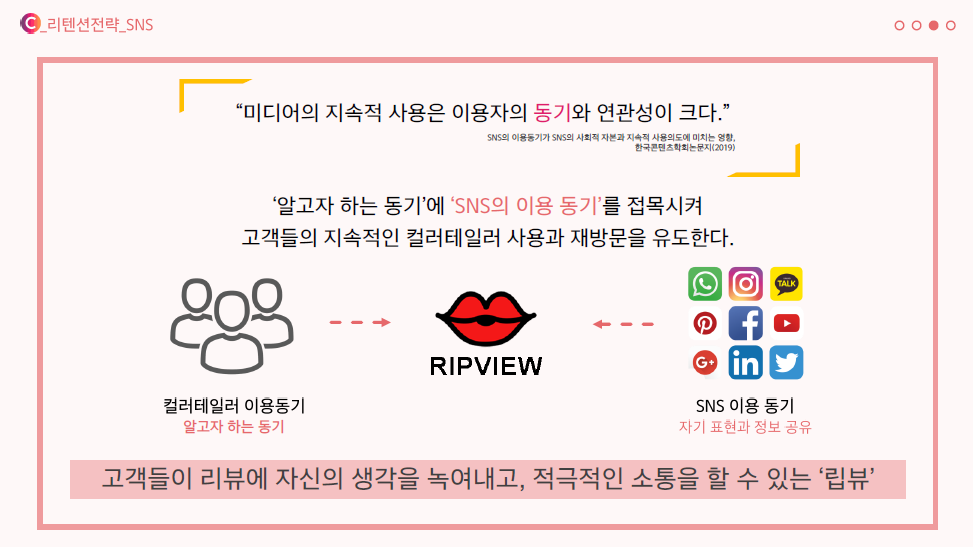 C_리텐션전략_SNS
“미디어의 지속적 사용은 이용자의 동기와 연관성이 크다.”
SNS의 이용동기가 SNS의 사회적 자본과 지속적 사용의도에 미치는 영향,
한국콘텐츠학회논문지(2019)
‘알고자 하는 동기’에 ‘SNS의 이용 동기’를 접목시켜
고객들의 지속적인 컬러테일러 사용과 재방문을 유도한다.
TALK
G+
in
RIPVIEW
컬러테일러 이용동기
알고자 하는 동기
SNS 이용 동기
자기 표현과 정보 공유
고객들이 리뷰에 자신의 생각을 녹여내고, 적극적인 소통을 할 수 있는 ‘립뷰’